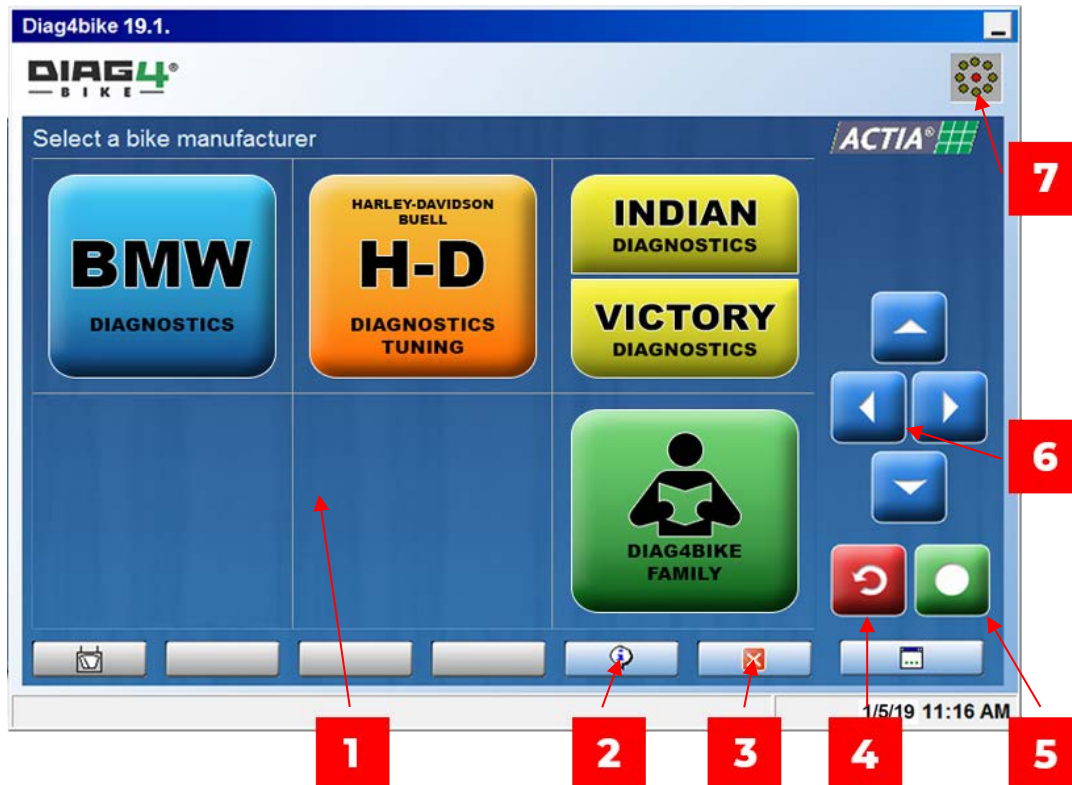 Diag4bike 19.1.
DIAG4®
BIKE
Select a bike manufacturer
ACTIA®
7
BMW
DIAGNOSTICS
HARLEY-DAVIDSON
BUELL
H-D
DIAGNOSTICS
TUNING
INDIAN
DIAGNOSTICS
VICTORY
DIAGNOSTICS
6
DIAG4BIKE
FAMILY
1/5/19 11:16 AM
1
2
3
4
5